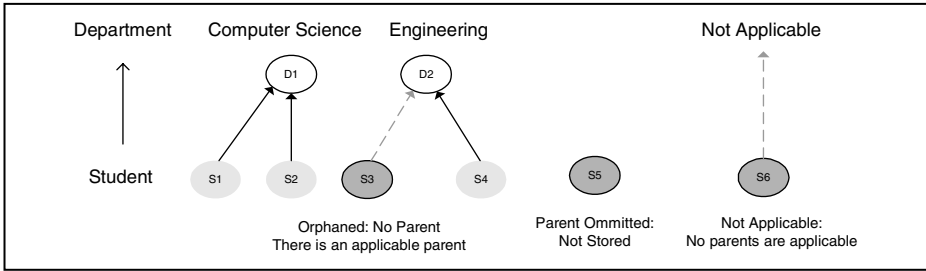 Department Computer Science Engineering Not Applicable
D1 D2
Student S1 S2 S3 S4 S5 S6
Orphaned: No Parent
There is an applicable parent
Parent Ommitted:
Not Stored
Not Applicable:
No parents are applicable